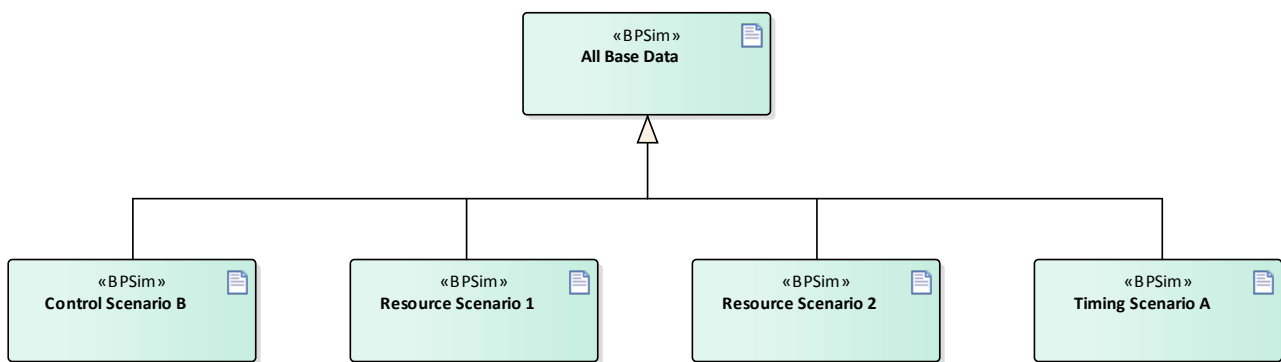 «BPSim»
All Base Data
«BPSim»
Control Scenario B
«BPSim»
Resource Scenario 1
«BPSim»
Resource Scenario 2
«BPSim»
Timing Scenario A